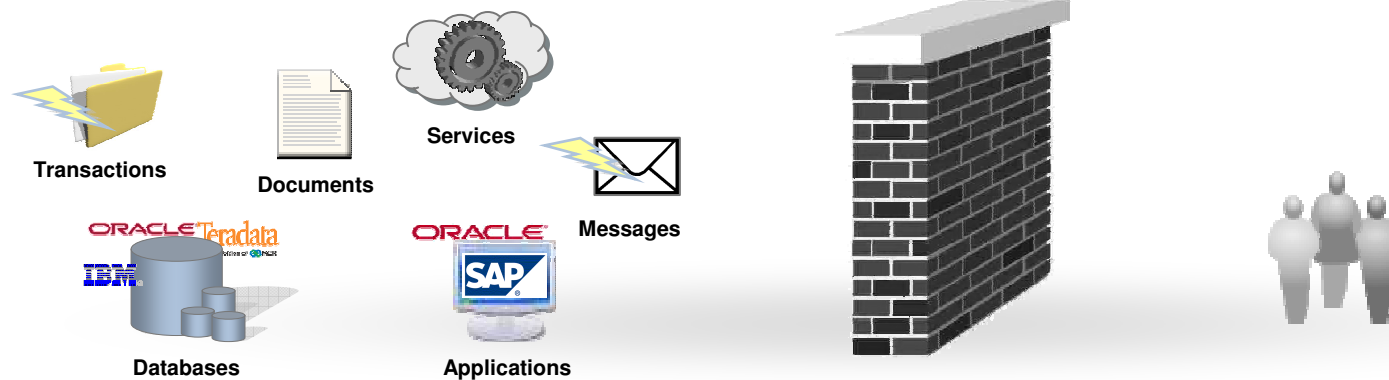 Services
Transactions
Documents
Messages
ORACLE
Teradata
IBM
ORACLE
SAP
Databases
Applications